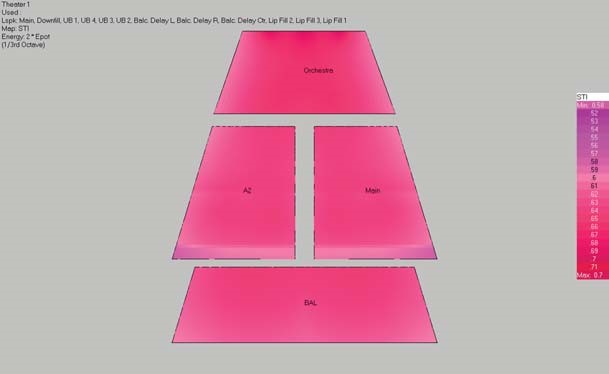 Theater 1
Used :
Lspk: Main, Downfill, UB 1, UB 4, UB 3, UB 2, Balc. Delay L, Balc. Delay R, Balc. Delay Ctr, Lip Fill 2, Lip Fill 3, Lip Fill 1
Map: STI
Energy: 2 * Epot
(1/3rd Octave)
Orchestra
A2
Main
BAL
STI
Min: 0.58
.52
.53
.54
.55
.56
.57
.58
.59
.6
.61
.62
.63
.64
.65
.66
.67
.68
.69
.7
.71
Max: 0.7